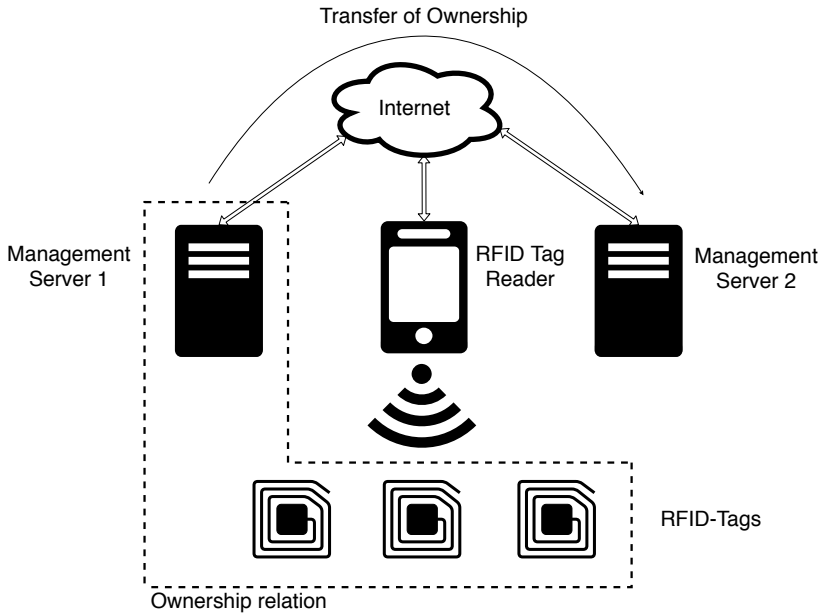 Transfer of Ownership
Internet
Management
Server 1
RFID Tag
Reader
Management
Server 2
RFID-Tags
Ownership relation